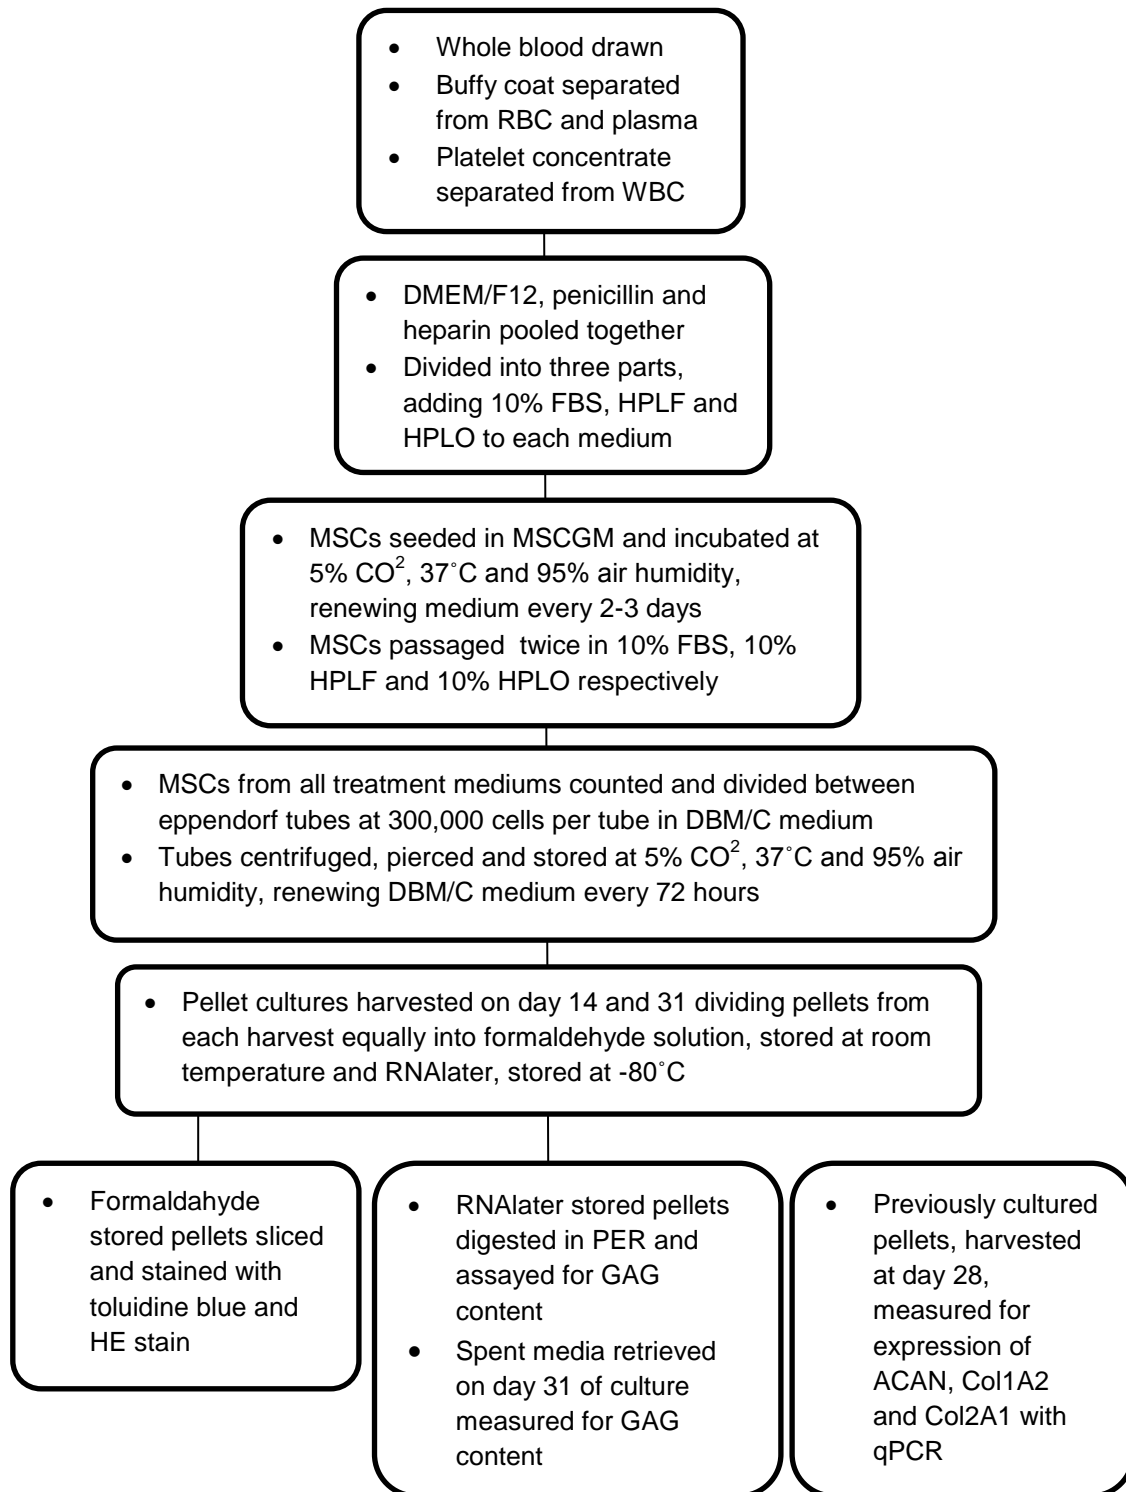 • Whole blood drawn
• Buffy coat separated
from RBC and plasma
• Platelet concentrate
separated from WBC
• DMEM/F12, penicillin and
heparin pooled together
• Divided into three parts,
adding 10% FBS, HPLF and
HPLO to each medium
• MSCs seeded in MSCGM and incubated at
5% CO², 37˚C and 95% air humidity,
renewing medium every 2-3 days
• MSCs passaged twice in 10% FBS, 10%
HPLF and 10% HPLO respectively
• MSCs from all treatment mediums counted and divided between
eppendorf tubes at 300,000 cells per tube in DBM/C medium
• Tubes centrifuged, pierced and stored at 5% CO², 37˚C and 95% air
humidity, renewing DBM/C medium every 72 hours
• Pellet cultures harvested on day 14 and 31 dividing pellets from
each harvest equally into formaldehyde solution, stored at room
temperature and RNAlater, stored at -80˚C
• Formaldahyde
stored pellets sliced
and stained with
toluidine blue and
HE stain
• RNAlater stored pellets
digested in PER and
assayed for GAG
content
• Spent media retrieved
on day 31 of culture
measured for GAG
content
• Previously cultured
pellets, harvested
at day 28,
measured for
expression of
ACAN, Col1A2
and Col2A1 with
qPCR